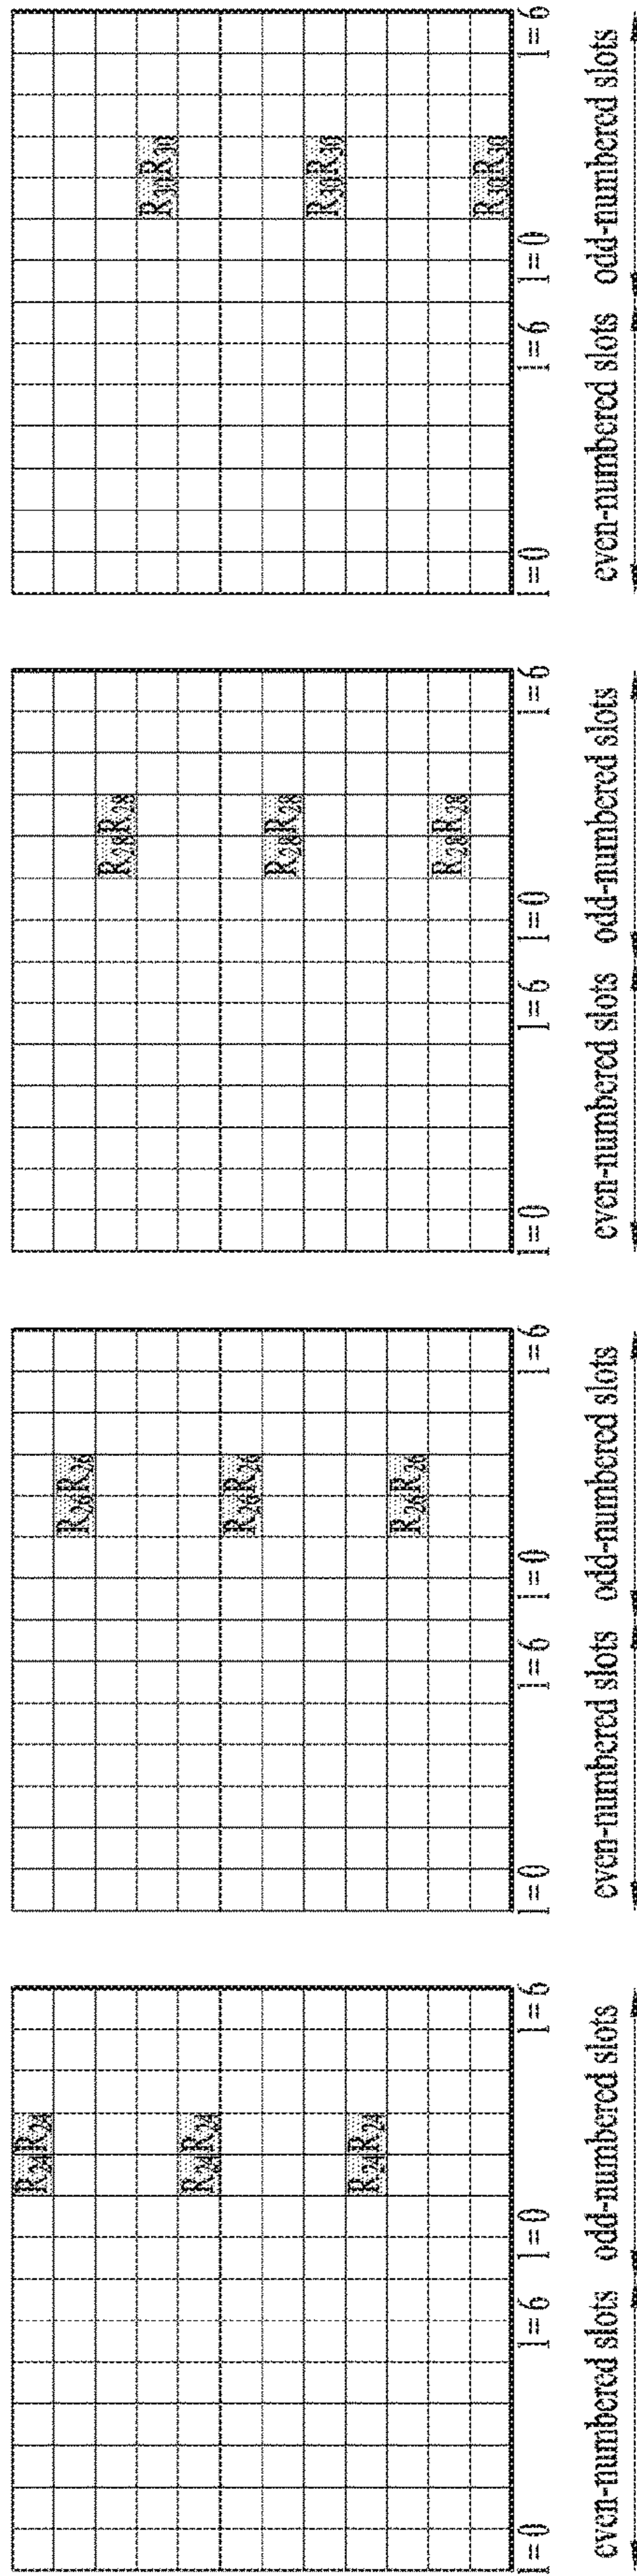 R₂₄R₂₄
R₂₄R₂₄
R₂₄R₂₄
l=0 l=6 l=0 l=6
even-numbered slots odd-numbered slots
R₂₆R₂₆
R₂₆R₂₆
R₂₆R₂₆
l=0 l=6 l=0 l=6
even-numbered slots odd-numbered slots
R₂₈R₂₈
R₂₈R₂₈
R₂₈R₂₈
l=0 l=6 l=0 l=6
even-numbered slots odd-numbered slots
R₃₀R₃₀
R₃₀R₃₀
R₃₀R₃₀
l=0 l=6 l=0 l=6
even-numbered slots odd-numbered slots